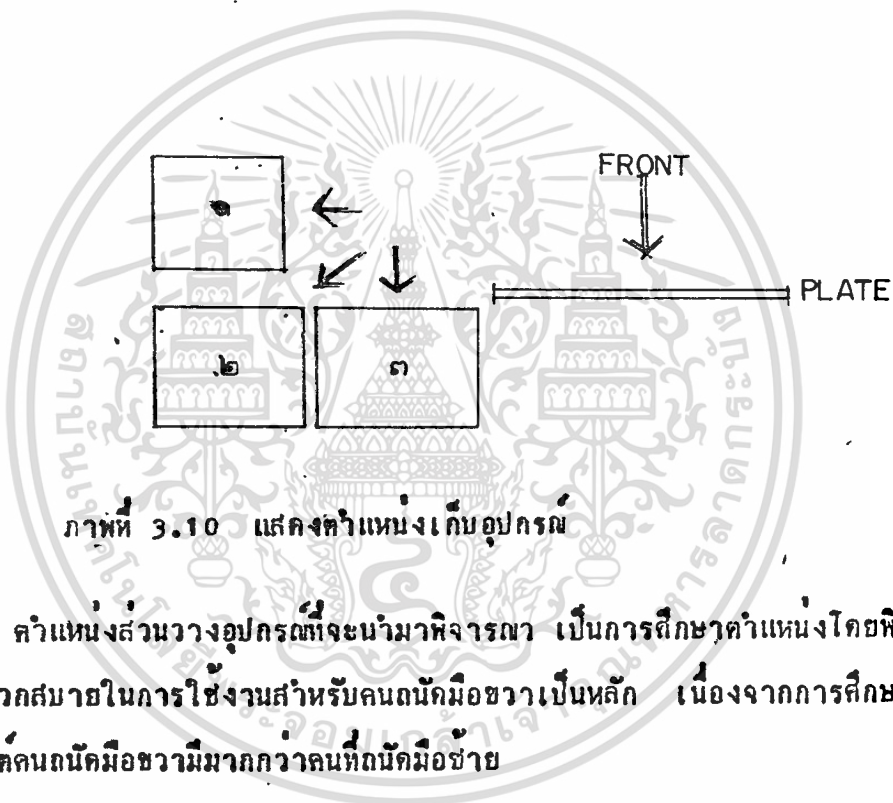 FRONT
๑
PLATE
๒ ๓
ภาพที่ 3.10 แสดงตำแหน่งเก็บอุปกรณ์
ตำแหน่งส่วนวางอุปกรณ์ที่จะนำมาพิจารณา เป็นการศึกษาตำแหน่งโดยพิ
วกสบายในการใช้งานสำหรับคนถนัดมือขวาเป็นหลัก เนื่องจากการศึกษ
ต์คนถนัดมือขวามีมากกว่าคนที่ถนัดมือซ้าย